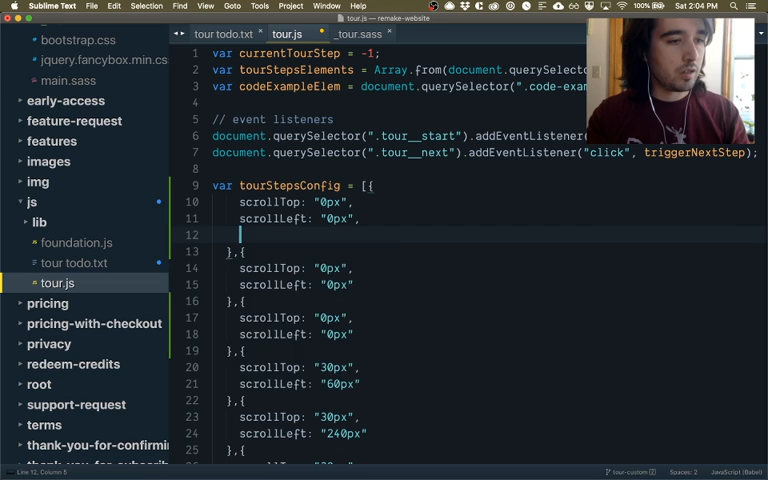 Sublime Text File Edit Selection Find View Goto Tools Project Window Help 100% Sat 2:04 PM
tour.js — remake-website
tour todo.txt × tour.js _tour.sass ×
bootstrap.css
jquery.fancybox.min.cs
main.sass
early-access
feature-request
features
images
img
js
lib
foundation.js
tour todo.txt
tour.js
pricing
pricing-with-checkout
privacy
redeem-credits
root
support-request
terms
thank-you-for-confirmi
thank-you-for-subscrib
1 var currentTourStep = -1;
2 var tourStepsElements = Array.from(document.querySelect
3 var codeExampleElem = document.querySelector(".code-exam
4
5 // event listeners
6 document.querySelector(".tour__start").addEventListener(
7 document.querySelector(".tour__next").addEventListener("click", triggerNextStep);
8
9 var tourStepsConfig = [{
10 scrollTop: "0px",
11 scrollLeft: "0px",
12
13 },{
14 scrollTop: "0px",
15 scrollLeft: "0px"
16 },{
17 scrollTop: "0px",
18 scrollLeft: "0px"
19 },{
20 scrollTop: "30px",
21 scrollLeft: "60px"
22 },{
23 scrollTop: "30px",
24 scrollLeft: "240px"
25 },{
Line 12, Column 5 tour-custom Spaces: 2 JavaScript (Babel)